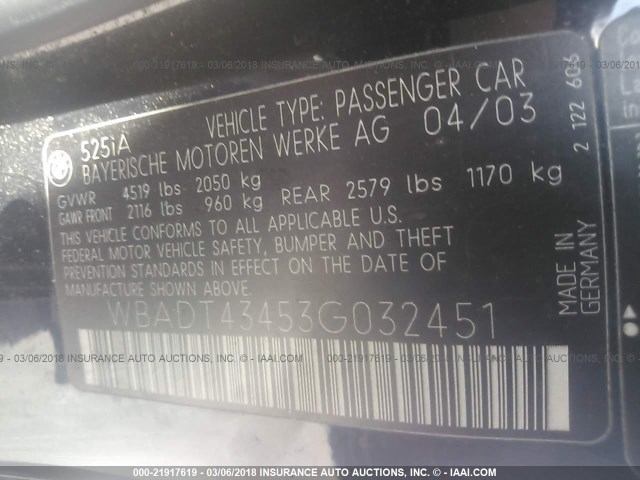 525iA VEHICLE TYPE: PASSENGER CAR
BAYERISCHE MOTOREN WERKE AG 04/03
GVWR 4519 lbs 2050 kg
GAWR FRONT 2116 lbs 960 kg REAR 2579 lbs 1170 kg
THIS VEHICLE CONFORMS TO ALL APPLICABLE U.S.
FEDERAL MOTOR VEHICLE SAFETY, BUMPER AND THEFT
PREVENTION STANDARDS IN EFFECT ON THE DATE OF
MANUFACTURE SHOWN ABOVE.
WBADT43453G032451
MADE IN
GERMANY
2 122 606
000-21917619 - 03/06/2018 INSURANCE AUTO AUCTIONS, INC. - © - WWW.IAAI.COM